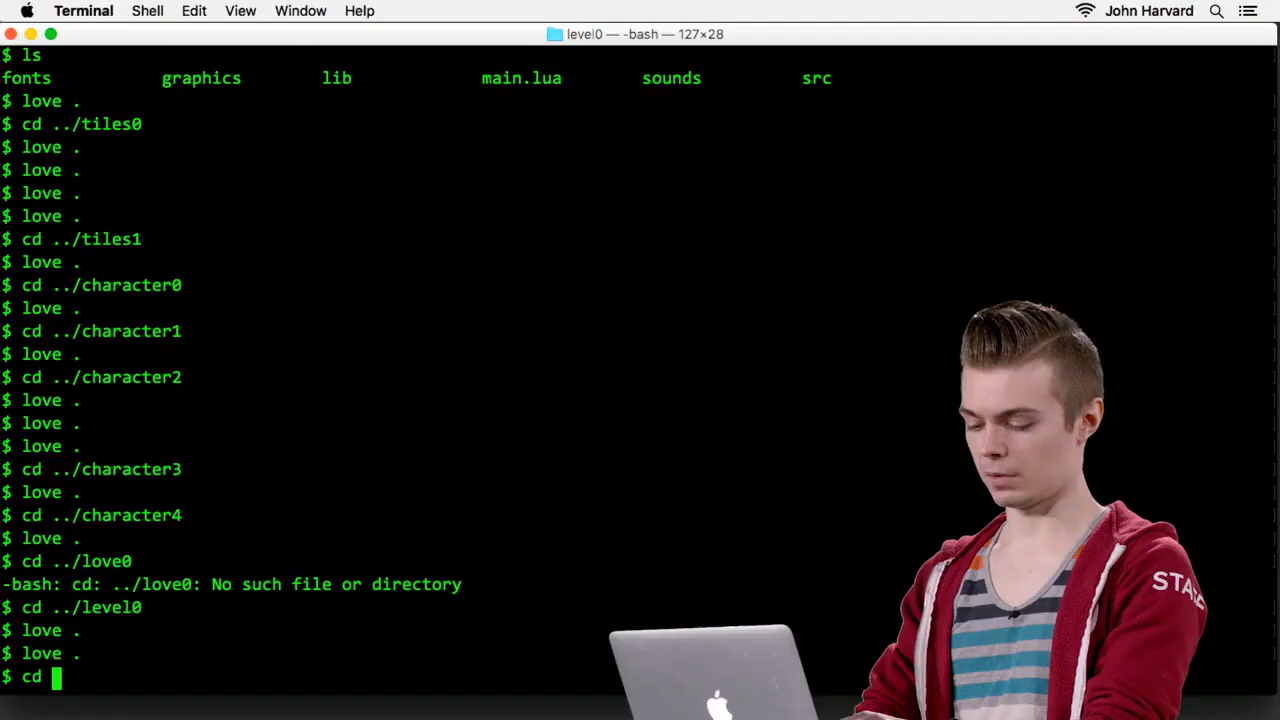 Terminal Shell Edit View Window Help John Harvard
level0 — -bash — 127×28
$ ls
fonts graphics lib main.lua sounds src
$ love .
$ cd ../tiles0
$ love .
$ love .
$ love .
$ love .
$ cd ../tiles1
$ love .
$ cd ../character0
$ love .
$ cd ../character1
$ love .
$ cd ../character2
$ love .
$ love .
$ love .
$ cd ../character3
$ love .
$ cd ../character4
$ love .
$ cd ../love0
-bash: cd: ../love0: No such file or directory
$ cd ../level0
$ love .
$ love .
$ cd